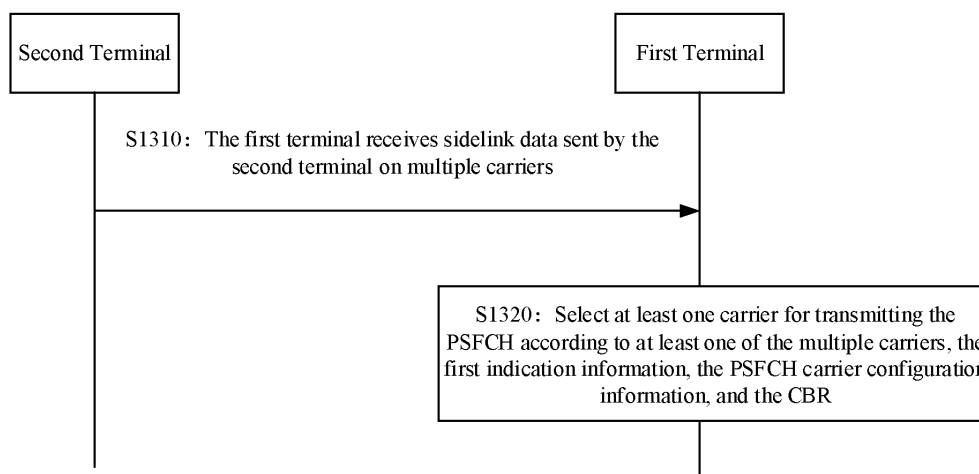 Second Terminal
First Terminal
S1310：The first terminal receives sidelink data sent by the
second terminal on multiple carriers
S1320：Select at least one carrier for transmitting the
PSFCH according to at least one of the multiple carriers, the
first indication information, the PSFCH carrier configuration
information, and the CBR